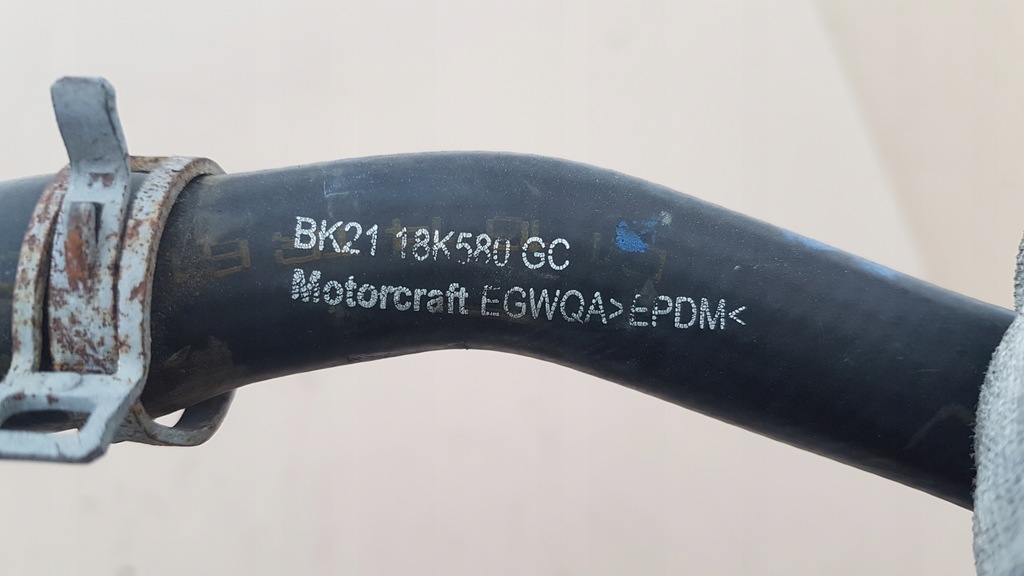 BK21 18K580 GC
Motorcraft EGWQA>EPDM<